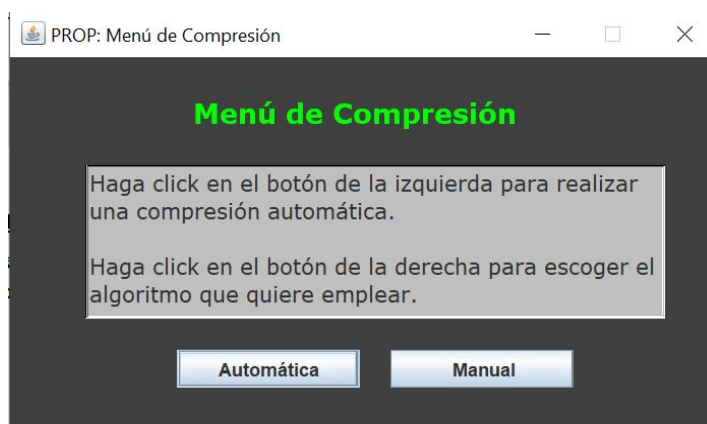 PROP: Menú de Compresión
Menú de Compresión
Haga click en el botón de la izquierda para realizar
una compresión automática.
Haga click en el botón de la derecha para escoger el
algoritmo que quiere emplear.
Automática
Manual